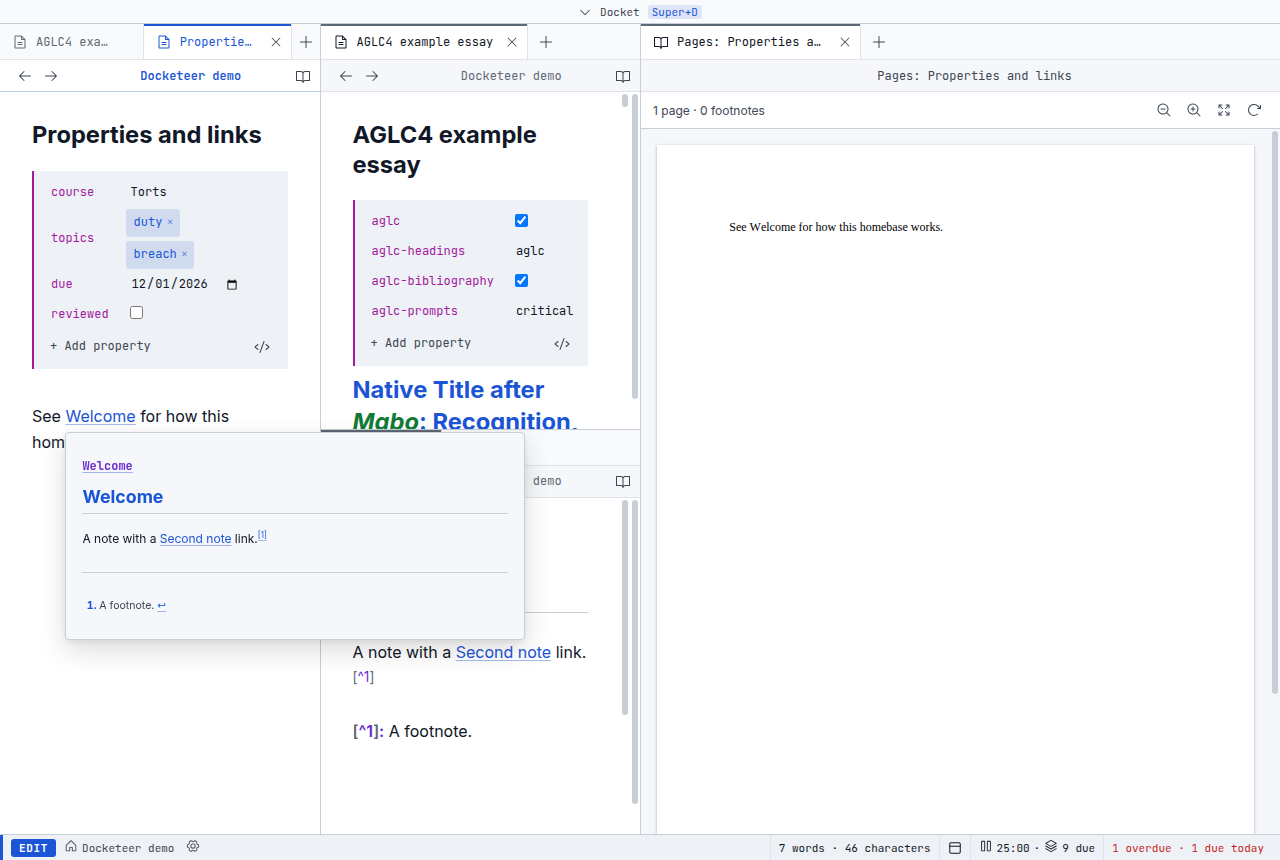 Docket Super+D
AGLC4 exa…
Propertie…
AGLC4 example essay
Pages: Properties a…
Docketeer demo
Docketeer demo
Pages: Properties and links
Properties and links
course Torts
topics duty ×
breach ×
due 12/01/2026
reviewed
+ Add property </>
See Welcome for how this
hom
AGLC4 example
essay
aglc
aglc-headings aglc
aglc-bibliography
aglc-prompts critical
+ Add property </>
Native Title after
Mabo: Recognition,
Welcome
Welcome
A note with a Second note link.[1]
1. A footnote. ↩
demo
A note with a Second note link.
[^1]
[^1]: A footnote.
1 page · 0 footnotes
See Welcome for how this homebase works.
EDIT Docketeer demo
7 words · 46 characters
25:00 · 9 due
1 overdue · 1 due today